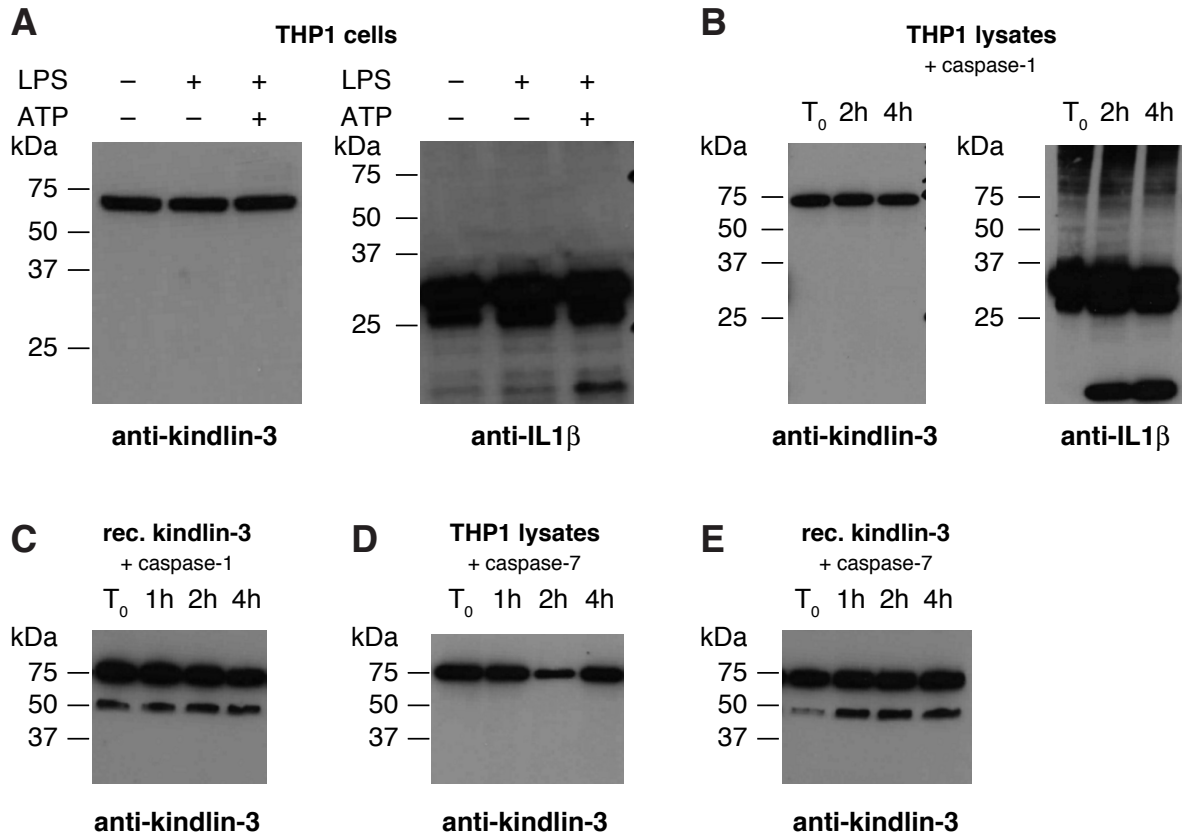 A
THP1 cells
LPS – + +
ATP – – +
kDa
75
50
37
25
anti-kindlin-3
LPS – + +
ATP – – +
kDa
75
50
37
25
anti-IL1β
B
THP1 lysates
+ caspase-1
T0 2h 4h
kDa
75
50
37
25
anti-kindlin-3
T0 2h 4h
kDa
75
50
37
25
anti-IL1β
C
rec. kindlin-3
+ caspase-1
T0 1h 2h 4h
kDa
75
50
37
anti-kindlin-3
D
THP1 lysates
+ caspase-7
T0 1h 2h 4h
kDa
75
50
37
anti-kindlin-3
E
rec. kindlin-3
+ caspase-7
T0 1h 2h 4h
kDa
75
50
37
anti-kindlin-3